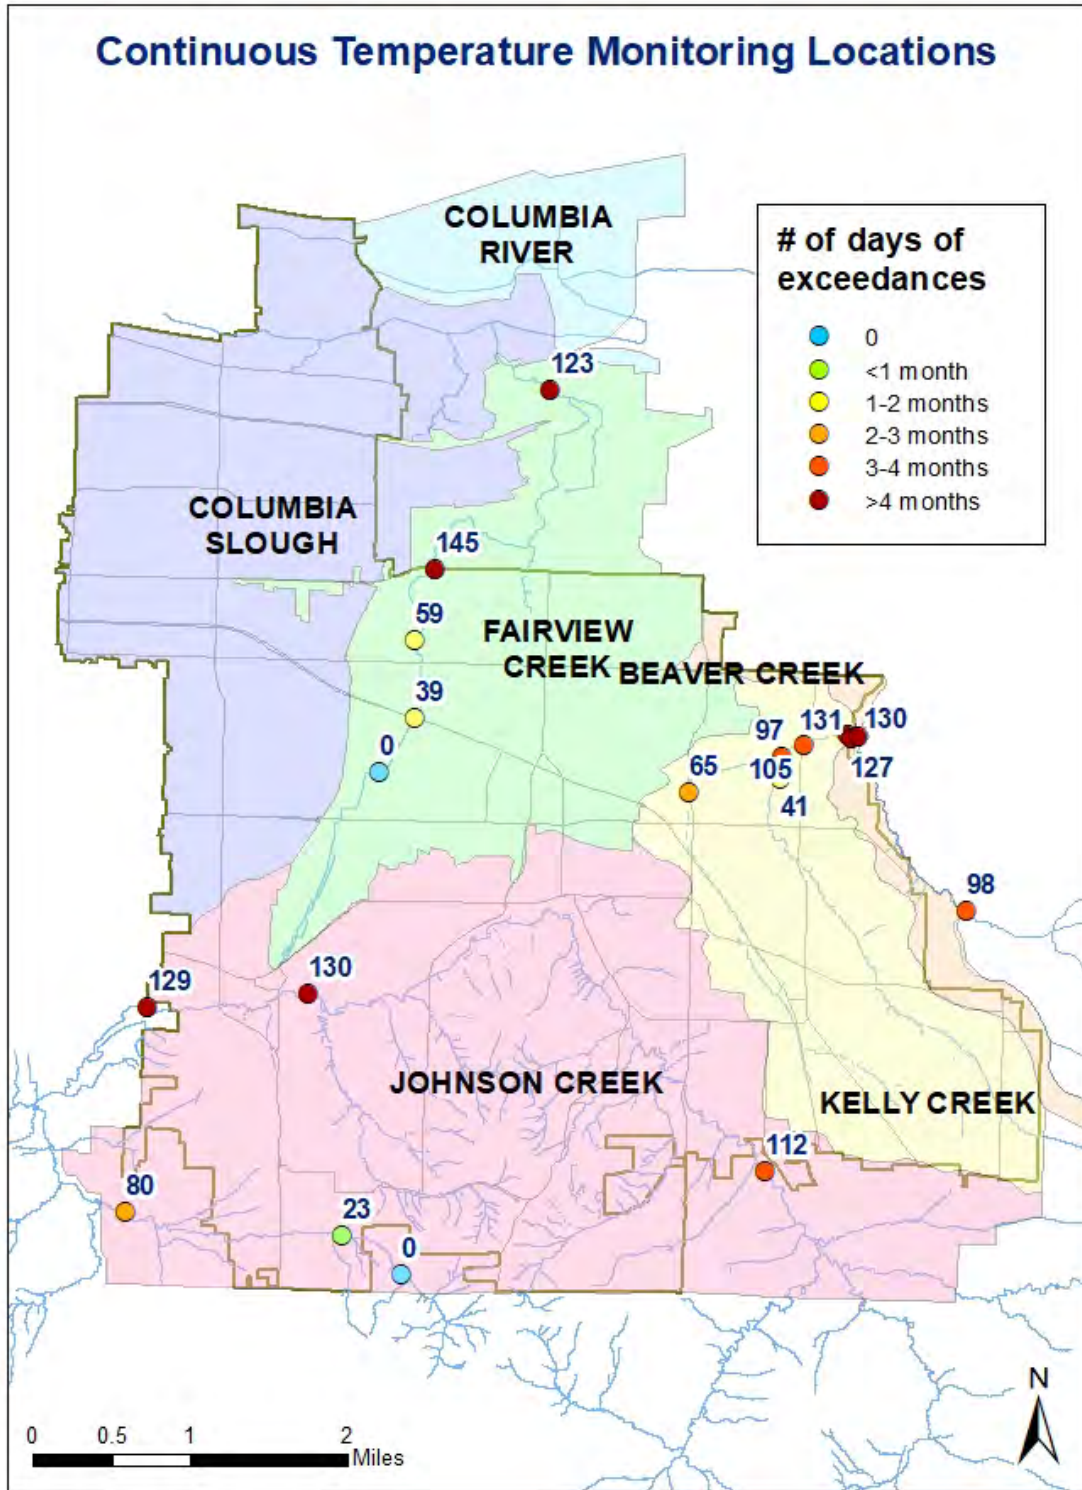 Continuous Temperature Monitoring Locations
COLUMBIA
RIVER
# of days of
exceedances
0
<1 month
1-2 months
2-3 months
3-4 months
>4 months
123
COLUMBIA
SLOUGH
145
59
FAIRVIEW
CREEK
BEAVER CREEK
39
0
97
131
130
65
105
127
41
98
130
129
JOHNSON CREEK
KELLY CREEK
112
80
23
0
N
0 0.5 1 2
Miles